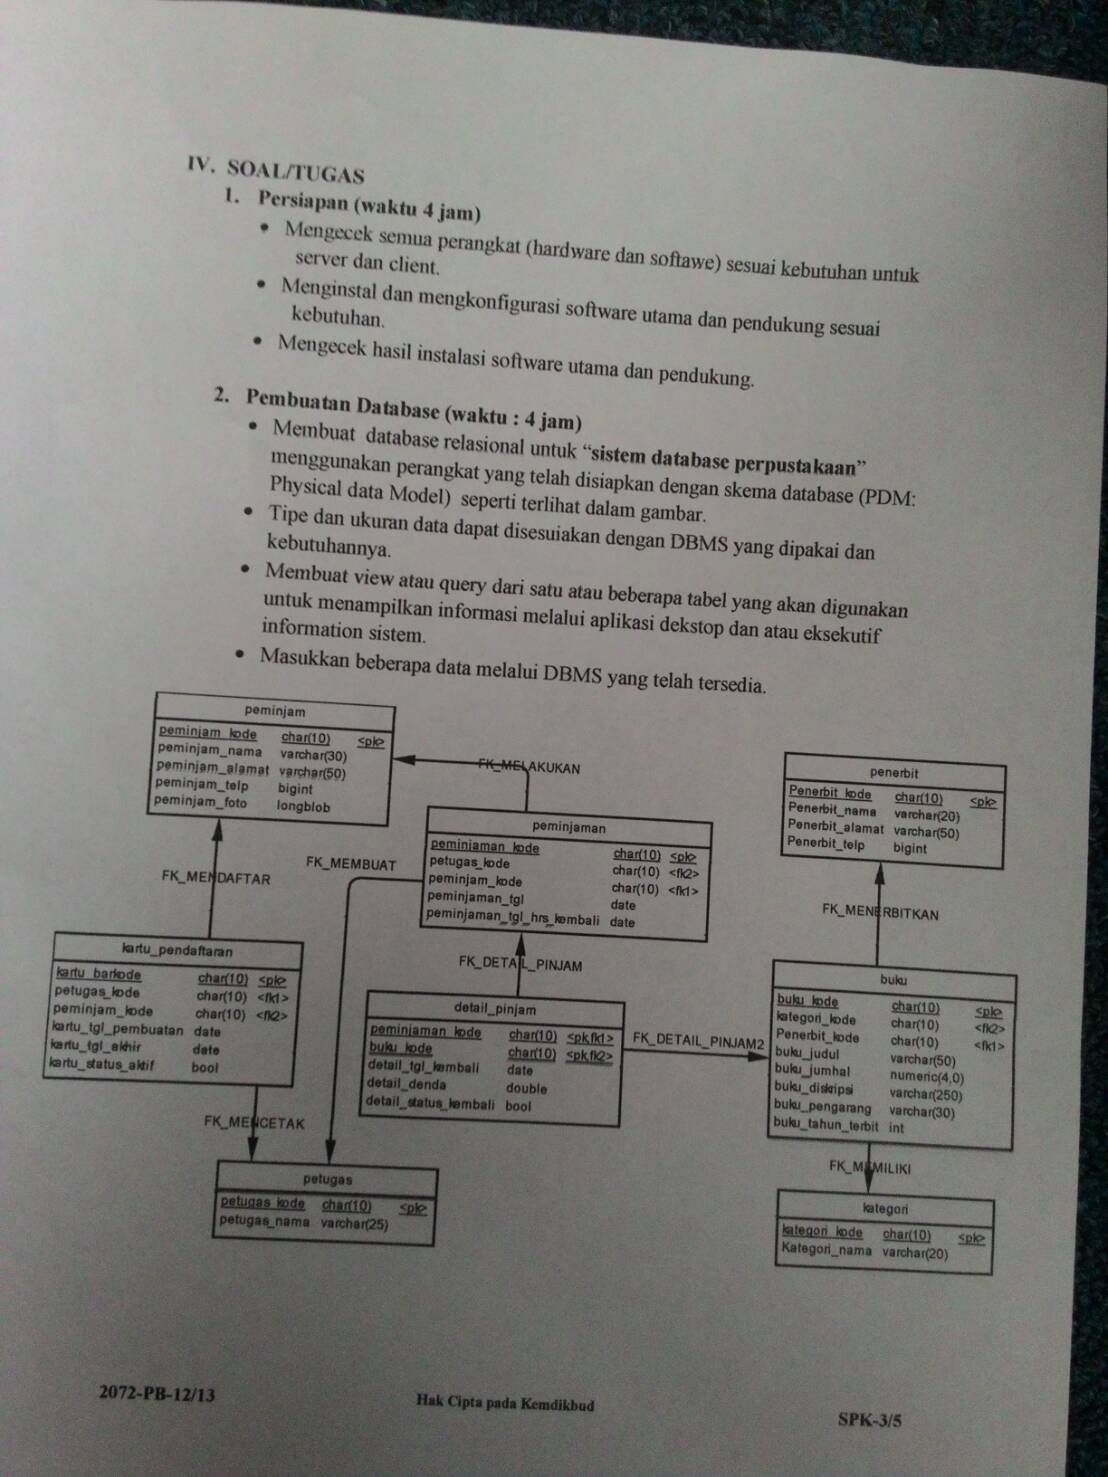 IV. SOAL/TUGAS
1. Persiapan (waktu 4 jam)
• Mengecek semua perangkat (hardware dan softawe) sesuai kebutuhan untuk
server dan client.
• Menginstal dan mengkonfigurasi software utama dan pendukung sesuai
kebutuhan.
• Mengecek hasil instalasi software utama dan pendukung.
2. Pembuatan Database (waktu : 4 jam)
• Membuat database relasional untuk “sistem database perpustakaan”
menggunakan perangkat yang telah disiapkan dengan skema database (PDM:
Physical data Model) seperti terlihat dalam gambar.
• Tipe dan ukuran data dapat disesuiakan dengan DBMS yang dipakai dan
kebutuhannya.
• Membuat view atau query dari satu atau beberapa tabel yang akan digunakan
untuk menampilkan informasi melalui aplikasi dekstop dan atau eksekutif
information sistem.
• Masukkan beberapa data melalui DBMS yang telah tersedia.
peminjam
peminjam_kode char(10) <pk>
peminjam_nama varchar(30)
peminjam_alamat varchar(50)
peminjam_telp bigint
peminjam_foto longblob
FK_MELAKUKAN
penerbit
Penerbit_kode char(10) <pk>
Penerbit_nama varchar(20)
Penerbit_alamat varchar(50)
Penerbit_telp bigint
peminjaman
peminjaman_kode char(10) <pk>
petugas_kode char(10) <fk2>
peminjam_kode char(10) <fk1>
peminjaman_tgl date
peminjaman_tgl_hrs_kembali date
FK_MEMBUAT
FK_MENDAFTAR
FK_MENERBITKAN
kartu_pendaftaran
kartu_barkode char(10) <pk>
petugas_kode char(10) <fk1>
peminjam_kode char(10) <fk2>
kartu_tgl_pembuatan date
kartu_tgl_akhir date
kartu_status_aktif bool
FK_DETAIL_PINJAM
detail_pinjam
peminjaman_kode char(10) <pk,fk1>
buku_kode char(10) <pk,fk2>
detail_tgl_kembali date
detail_denda double
detail_status_kembali bool
FK_DETAIL_PINJAM2
buku
buku_kode char(10) <pk>
kategori_kode char(10) <fk2>
Penerbit_kode char(10) <fk1>
buku_judul varchar(50)
buku_jumhal numeric(4,0)
buku_diskripsi varchar(250)
buku_pengarang varchar(30)
buku_tahun_terbit int
FK_MENCETAK
FK_MEMILIKI
petugas
petugas_kode char(10) <pk>
petugas_nama varchar(25)
kategori
kategori_kode char(10) <pk>
Kategori_nama varchar(20)
2072-PB-12/13
Hak Cipta pada Kemdikbud
SPK-3/5